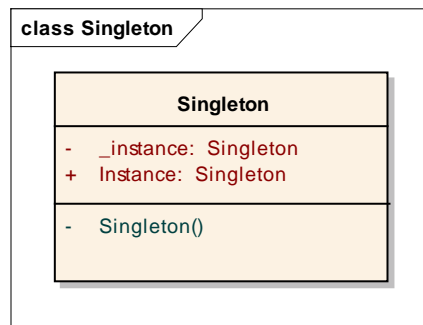 class Singleton
Singleton
- _instance: Singleton
+ Instance: Singleton
- Singleton()